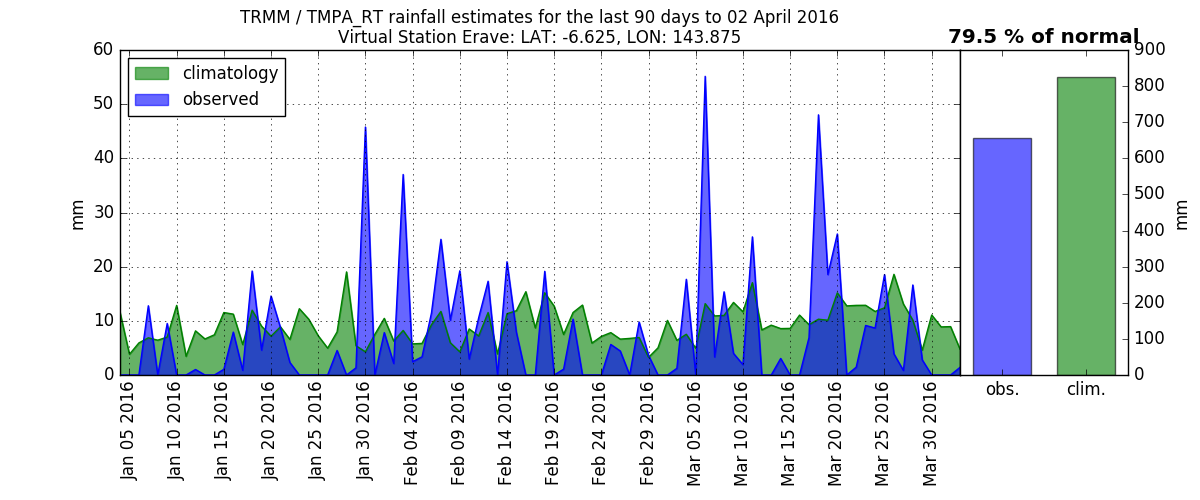 TRMM / TMPA_RT rainfall estimates for the last 90 days to 02 April 2016
Virtual Station Erave: LAT: -6.625, LON: 143.875
79.5 % of normal
climatology
observed
60
50
40
30
20
10
0
mm
900
800
700
600
500
400
300
200
100
0
mm
Jan 05 2016
Jan 10 2016
Jan 15 2016
Jan 20 2016
Jan 25 2016
Jan 30 2016
Feb 04 2016
Feb 09 2016
Feb 14 2016
Feb 19 2016
Feb 24 2016
Feb 29 2016
Mar 05 2016
Mar 10 2016
Mar 15 2016
Mar 20 2016
Mar 25 2016
Mar 30 2016
obs.
clim.